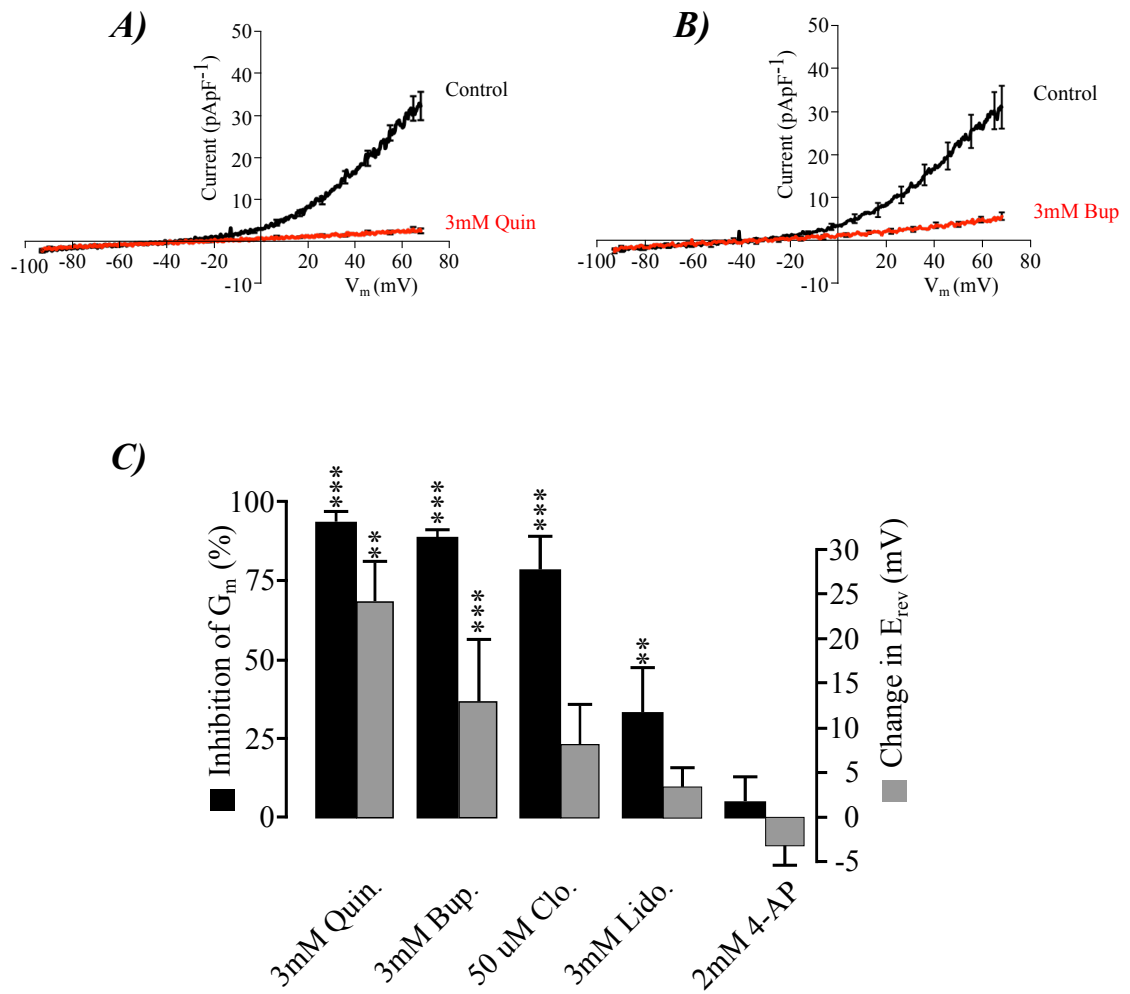 A)
Current (pApF⁻¹)
50
40
30
20
10
-10
-100
-80
-60
-40
-20
20
40
60
80
Vₘ (mV)
Control
3mM Quin
B)
Current (pApF⁻¹)
50
40
30
20
10
-10
-100
-80
-60
-40
-20
20
40
60
80
Vₘ (mV)
Control
3mM Bup
C)
Inhibition of Gₘ (%)
100
75
50
25
0
***
**
***
***
***
**
30
25
20
15
10
5
0
-5
Change in E_rev (mV)
3mM Quin.
3mM Bup.
50 uM Clo.
3mM Lido.
2mM 4-AP